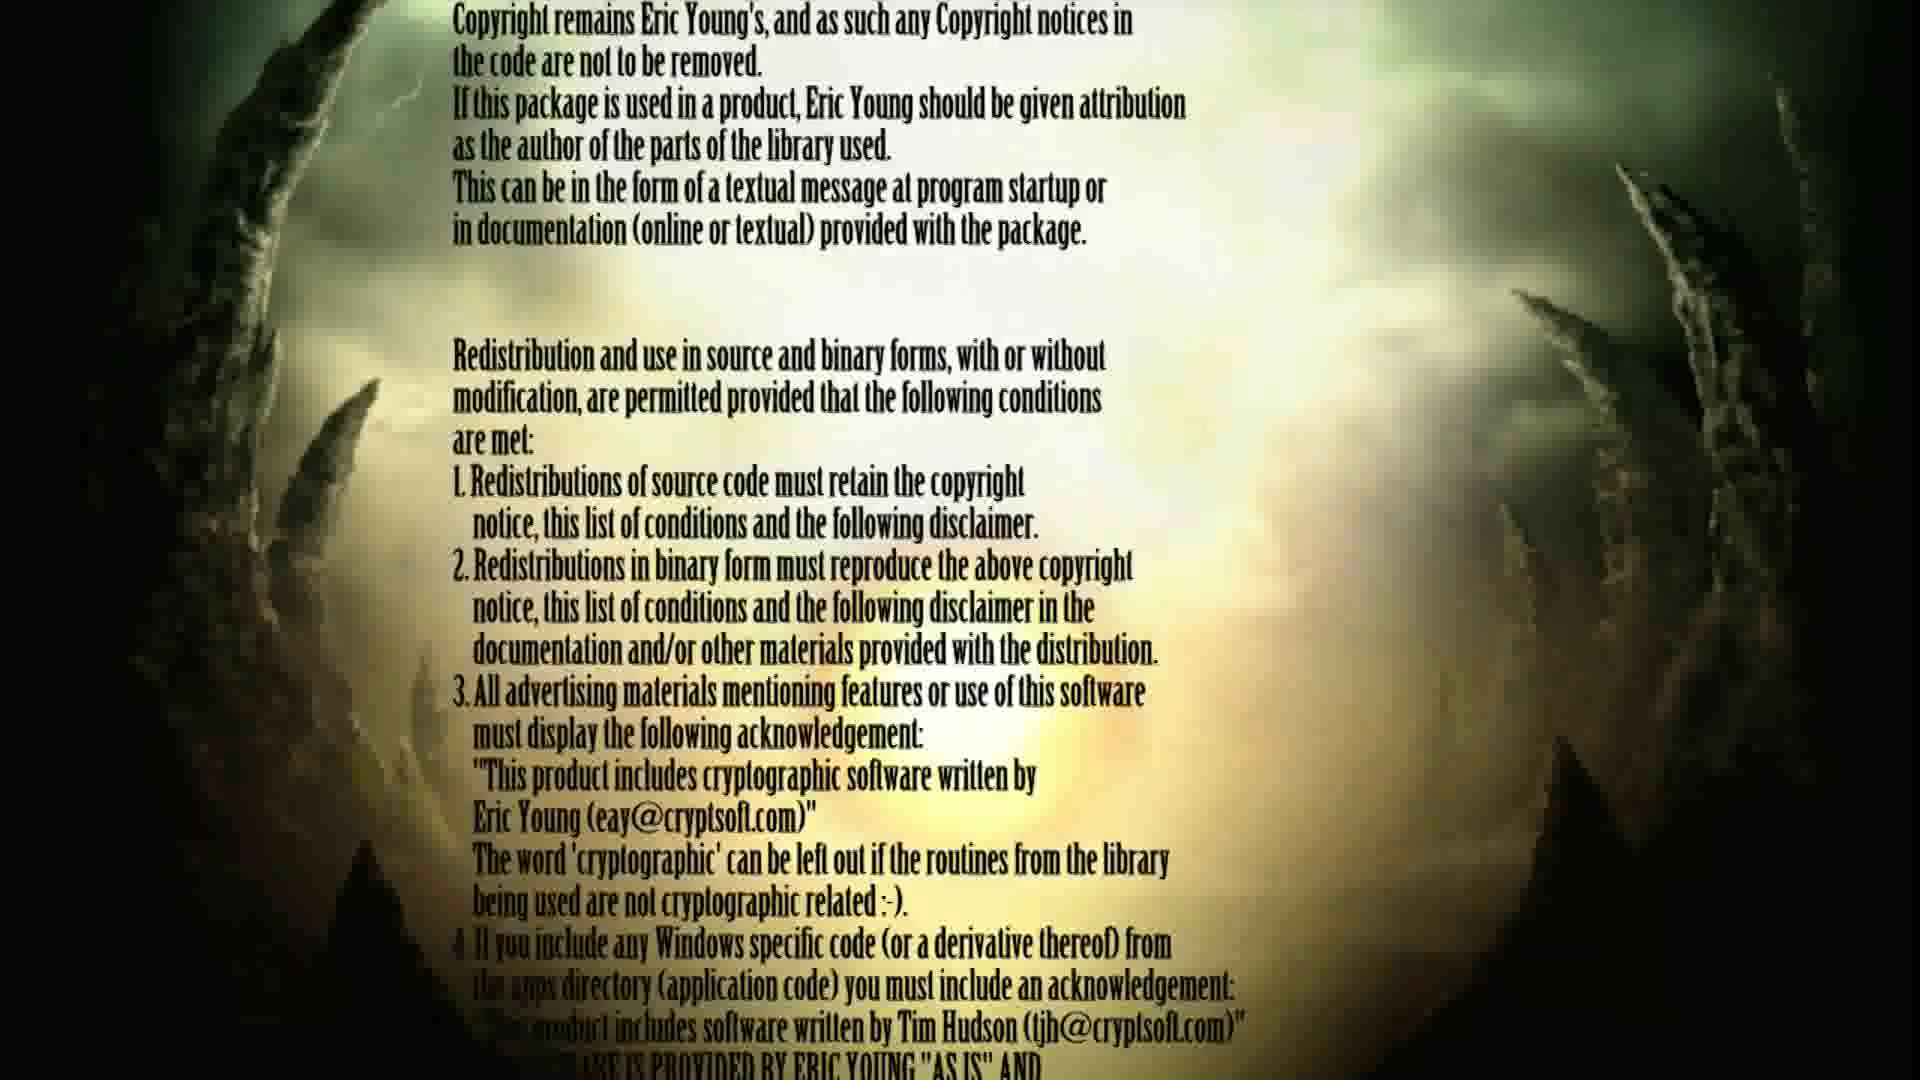 Copyright remains Eric Young's, and as such any Copyright notices in
the code are not to be removed.
If this package is used in a product, Eric Young should be given attribution
as the author of the parts of the library used.
This can be in the form of a textual message at program startup or
in documentation (online or textual) provided with the package.
Redistribution and use in source and binary forms, with or without
modification, are permitted provided that the following conditions
are met:
1. Redistributions of source code must retain the copyright
notice, this list of conditions and the following disclaimer.
2. Redistributions in binary form must reproduce the above copyright
notice, this list of conditions and the following disclaimer in the
documentation and/or other materials provided with the distribution.
3. All advertising materials mentioning features or use of this software
must display the following acknowledgement:
"This product includes cryptographic software written by
Eric Young (eay@cryptsoft.com)"
The word 'cryptographic' can be left out if the routines from the library
being used are not cryptographic related :-).
4. If you include any Windows specific code (or a derivative thereof) from
the apps directory (application code) you must include an acknowledgement:
product includes software written by Tim Hudson (tjh@cryptsoft.com)"
IS PROVIDED BY ERIC YOUNG "AS IS" AND